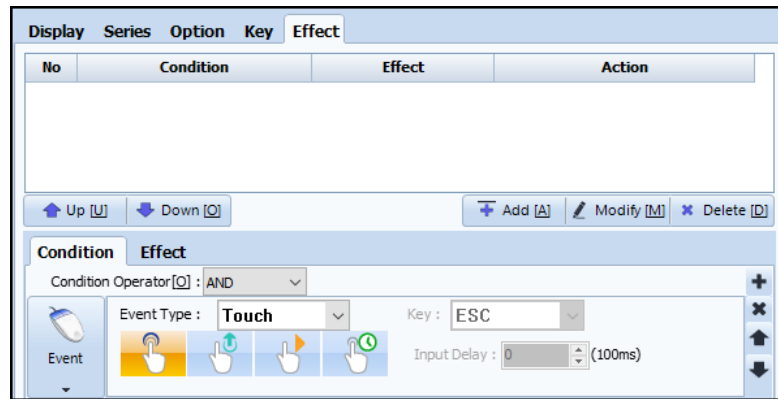 Display Series Option Key Effect
No Condition Effect Action
Up [U] Down [O] Add [A] Modify [M] Delete [D]
Condition Effect
Condition Operator[O] : AND
Event Type : Touch Key : ESC
Event Input Delay : 0 (100ms)